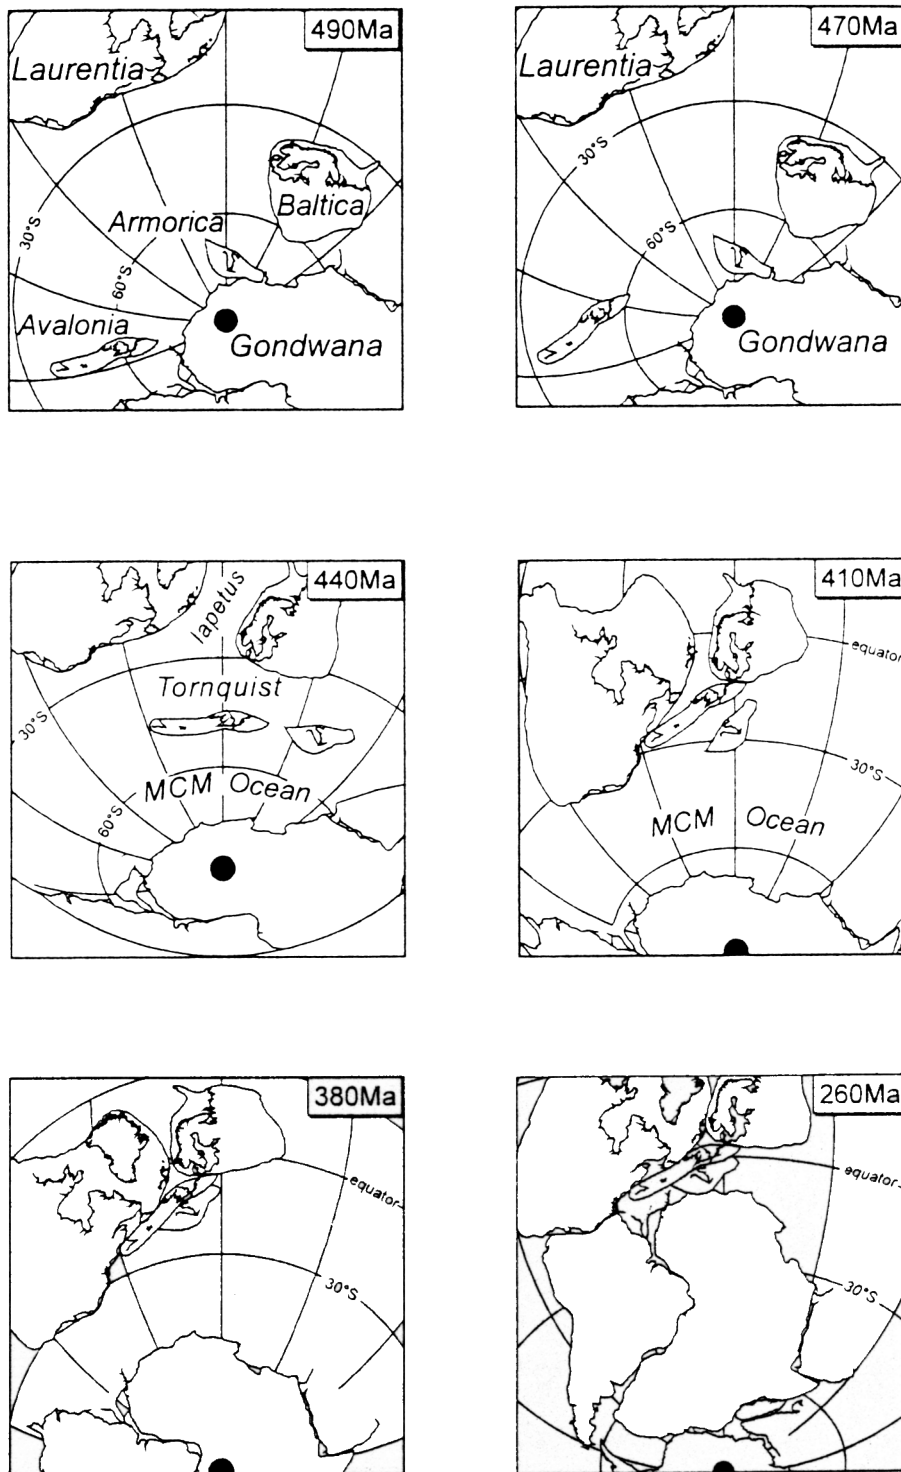 490Ma
Laurentia
30°S
Armorica
Baltica
60°S
Avalonia
Gondwana
470Ma
Laurentia
30°S
60°S
Gondwana
440Ma
Iapetus
Tornquist
30°S
MCM Ocean
60°S
410Ma
equator
30°S
MCM Ocean
380Ma
equator
30°S
260Ma
equator
30°S